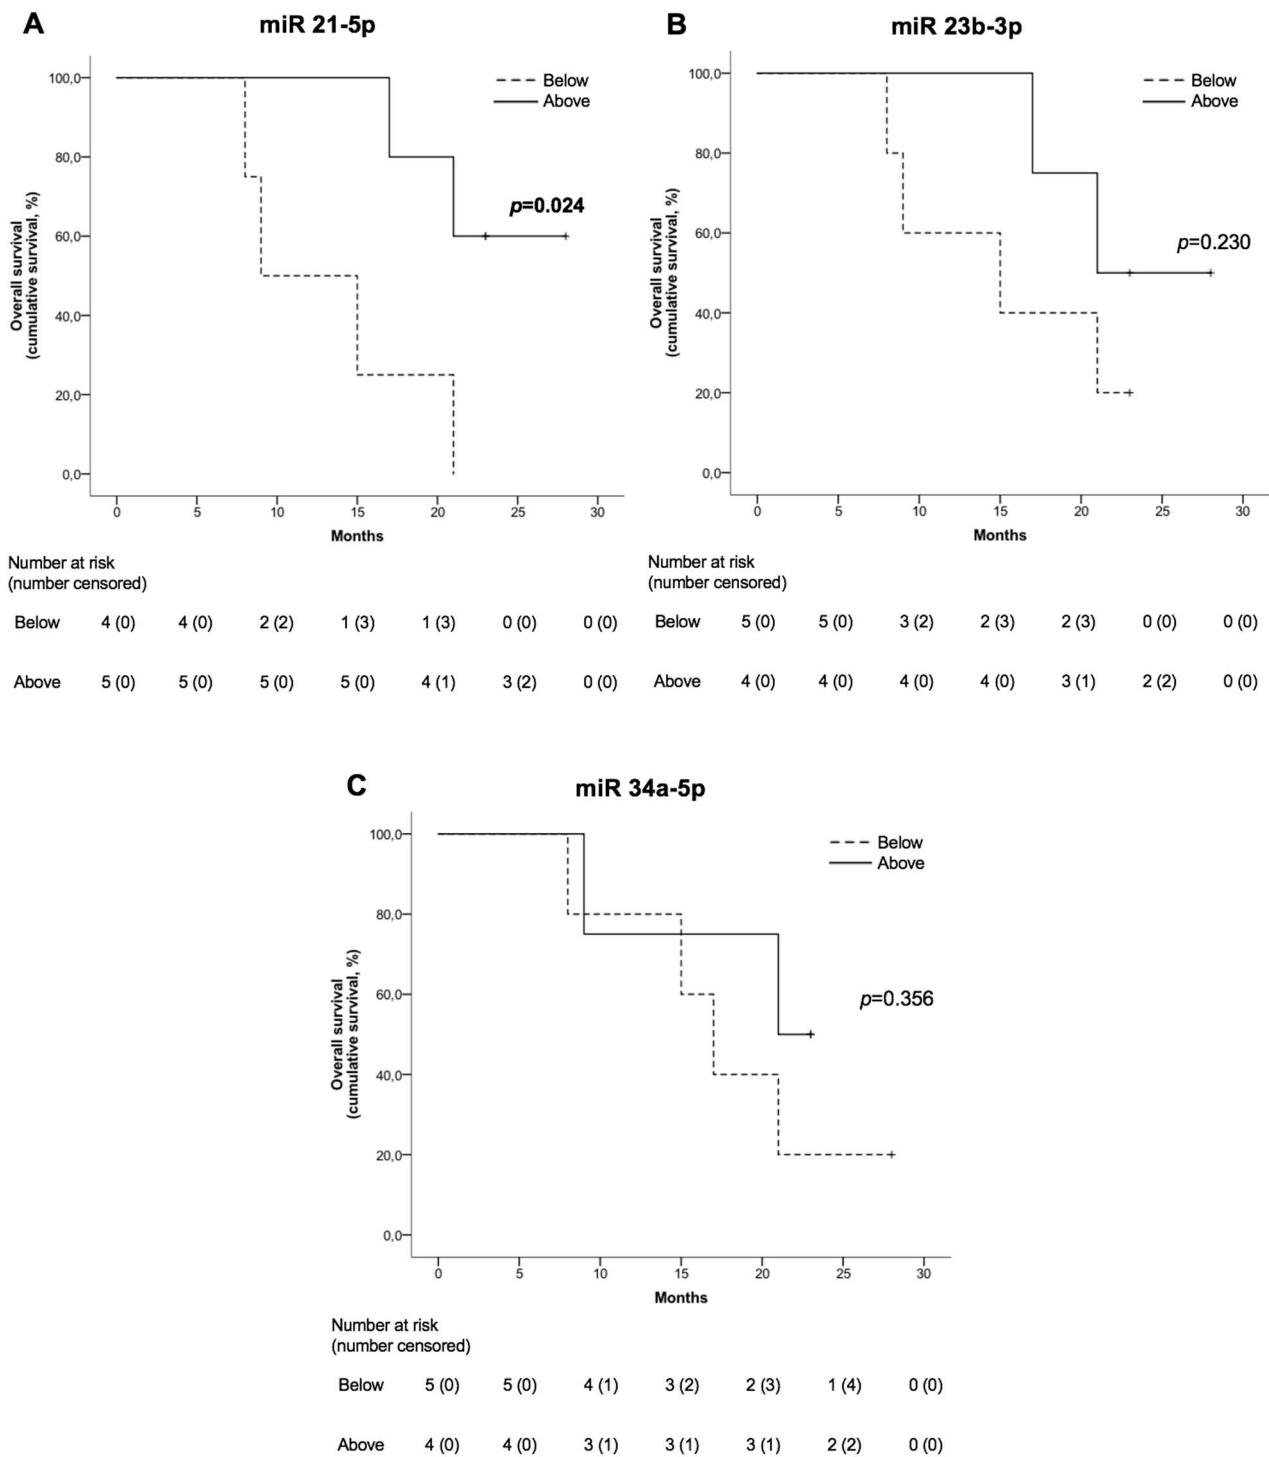 A
miR 21-5p
Below
Above
100,0
80,0
60,0
40,0
20,0
0,0
p=0.024
Overall survival
(cumulative survival, %)
0 5 10 15 20 25 30
Months
Number at risk
(number censored)
Below 4 (0) 4 (0) 2 (2) 1 (3) 1 (3) 0 (0) 0 (0)
Above 5 (0) 5 (0) 5 (0) 5 (0) 4 (1) 3 (2) 0 (0)
B
miR 23b-3p
Below
Above
100,0
80,0
60,0
40,0
20,0
0,0
p=0.230
Overall survival
(cumulative survival, %)
0 5 10 15 20 25 30
Months
Number at risk
(number censored)
Below 5 (0) 5 (0) 3 (2) 2 (3) 2 (3) 0 (0) 0 (0)
Above 4 (0) 4 (0) 4 (0) 4 (0) 3 (1) 2 (2) 0 (0)
C
miR 34a-5p
Below
Above
100,0
80,0
60,0
40,0
20,0
0,0
p=0.356
Overall survival
(cumulative survival, %)
0 5 10 15 20 25 30
Months
Number at risk
(number censored)
Below 5 (0) 5 (0) 4 (1) 3 (2) 2 (3) 1 (4) 0 (0)
Above 4 (0) 4 (0) 3 (1) 3 (1) 3 (1) 2 (2) 0 (0)